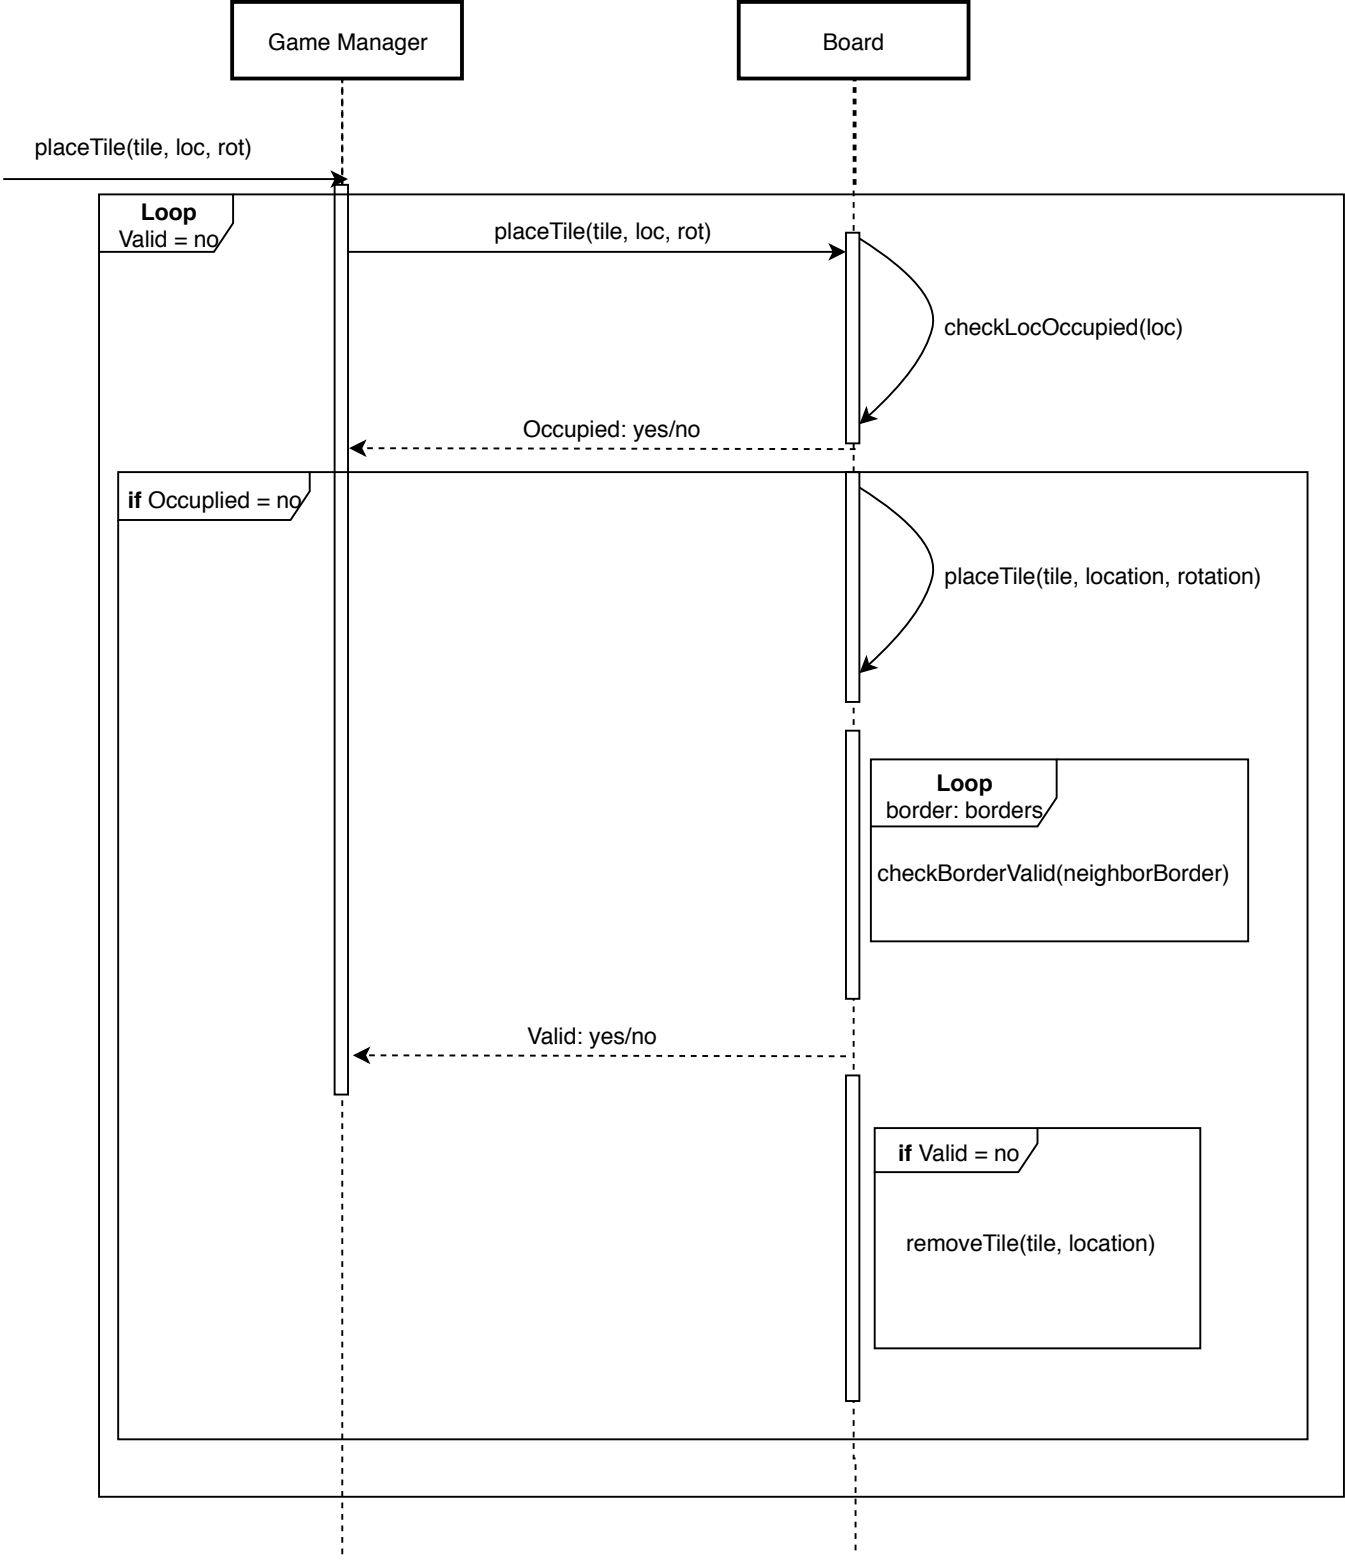 Game Manager
Board
placeTile(tile, loc, rot)
Loop
Valid = no
placeTile(tile, loc, rot)
checkLocOccupied(loc)
Occupied: yes/no
if Occuplied = no
placeTile(tile, location, rotation)
Loop
border: borders
checkBorderValid(neighborBorder)
Valid: yes/no
if Valid = no
removeTile(tile, location)